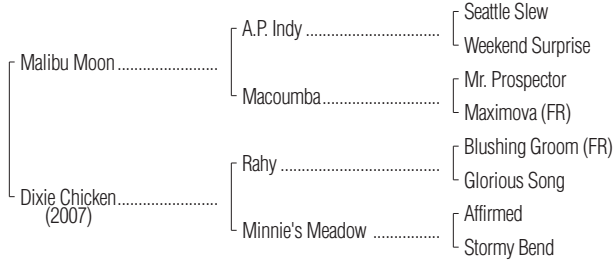 Seattle Slew
A.P. Indy
Weekend Surprise
Malibu Moon
Mr. Prospector
Macoumba
Maximova (FR)
Blushing Groom (FR)
Rahy
Glorious Song
Dixie Chicken
(2007)
Affirmed
Minnie's Meadow
Stormy Bend